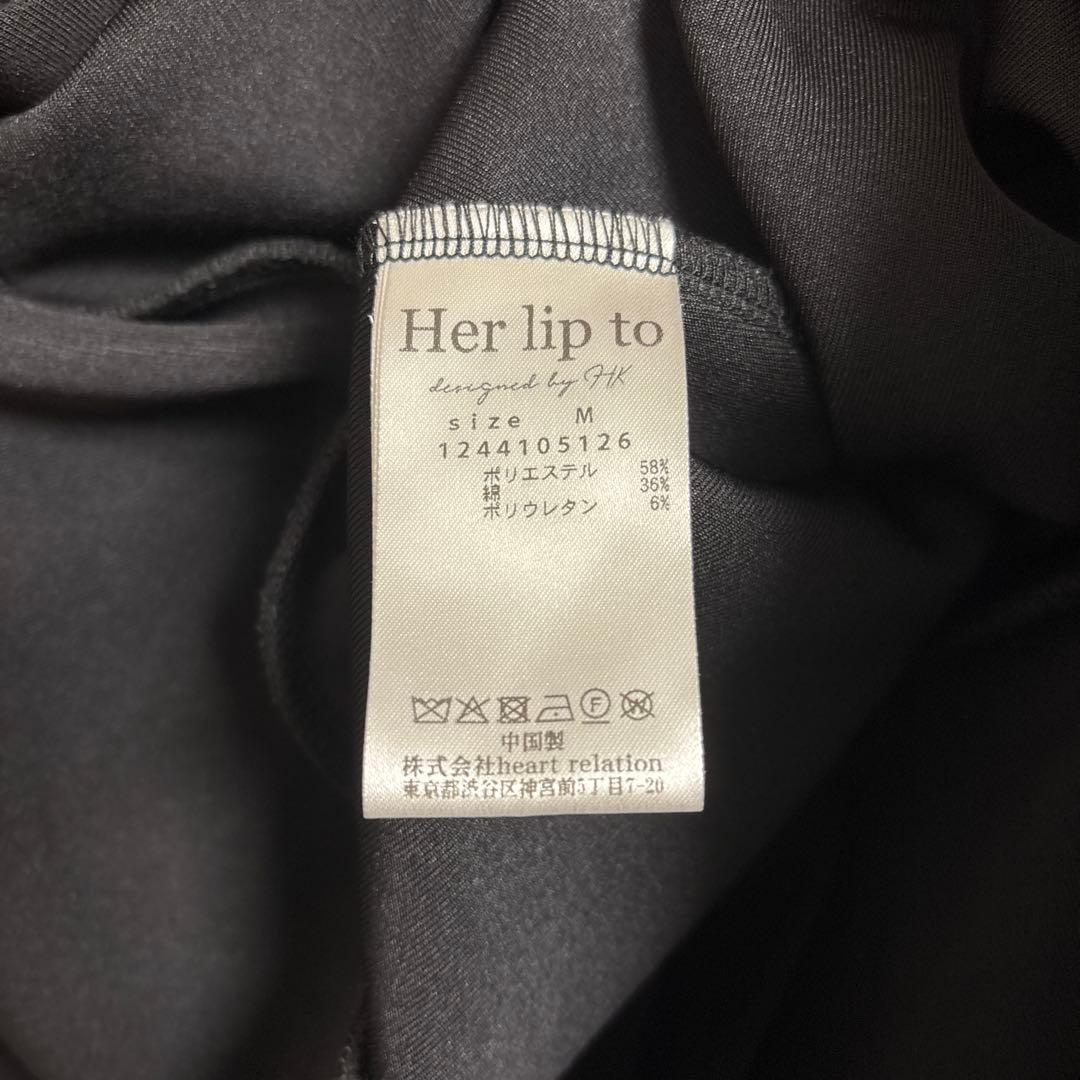 Her lip to
designed by HK
size M
1244105126
ポリエステル 58%
綿 36%
ポリウレタン 6%
F
W
中国製
株式会社heart relation
東京都渋谷区神宮前5丁目7-20